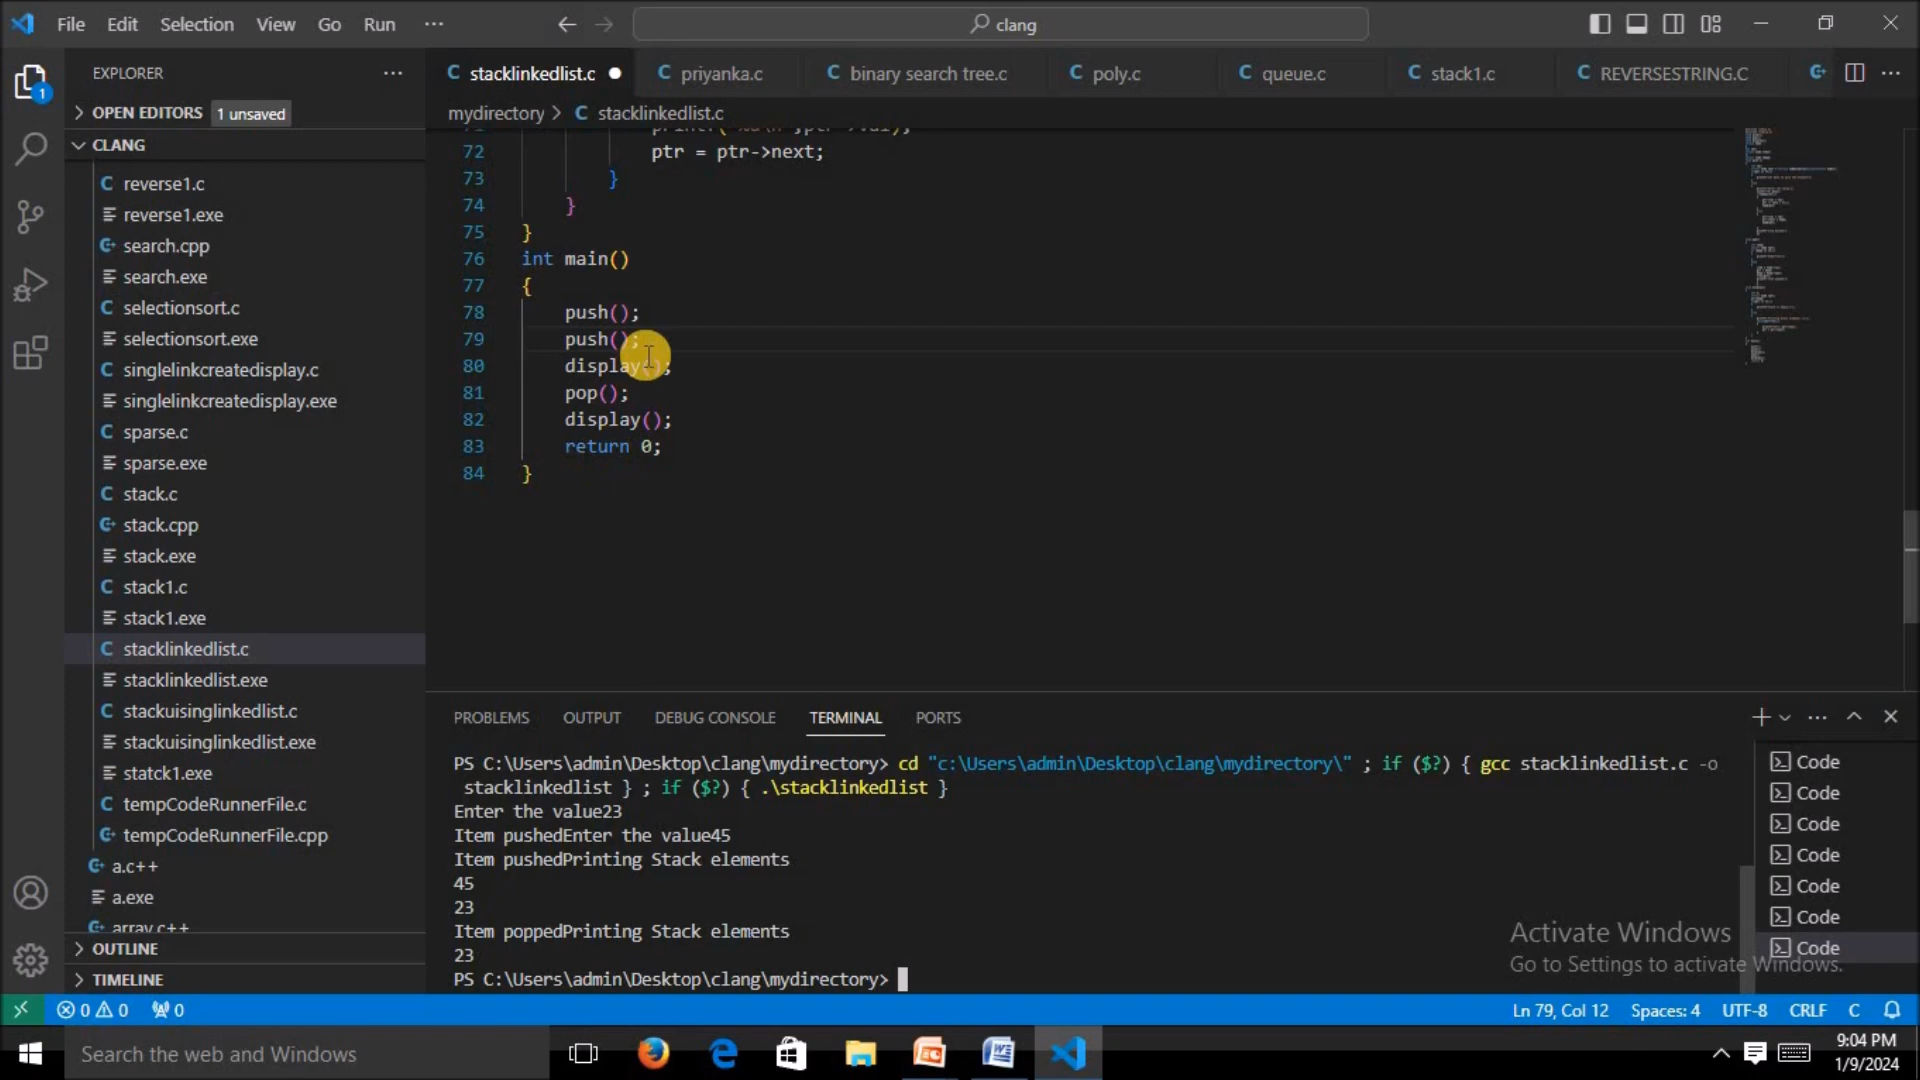 File Edit Selection View Go Run ···
clang
EXPLORER ···
OPEN EDITORS 1 unsaved
CLANG
reverse1.c
reverse1.exe
search.cpp
search.exe
selectionsort.c
selectionsort.exe
singlelinkcreatedisplay.c
singlelinkcreatedisplay.exe
sparse.c
sparse.exe
stack.c
stack.cpp
stack.exe
stack1.c
stack1.exe
stacklinkedlist.c
stacklinkedlist.exe
stackuisinglinkedlist.c
stackuisinglinkedlist.exe
statck1.exe
tempCodeRunnerFile.c
tempCodeRunnerFile.cpp
a.c++
a.exe
array.c++
OUTLINE
TIMELINE
1
C stacklinkedlist.c C priyanka.c C binary search tree.c C poly.c C queue.c C stack1.c C REVERSESTRING.C
mydirectory > C stacklinkedlist.c
72 ptr = ptr->next;
73 }
74 }
75 }
76 int main()
77 {
78 push();
79 push();
80 display();
81 pop();
82 display();
83 return 0;
84 }
PROBLEMS OUTPUT DEBUG CONSOLE TERMINAL PORTS
PS C:\Users\admin\Desktop\clang\mydirectory> cd "c:\Users\admin\Desktop\clang\mydirectory\" ; if ($?) { gcc stacklinkedlist.c -o
stacklinkedlist } ; if ($?) { .\stacklinkedlist }
Enter the value23
Item pushedEnter the value45
Item pushedPrinting Stack elements
45
23
Item poppedPrinting Stack elements
23
PS C:\Users\admin\Desktop\clang\mydirectory>
Code
Code
Code
Code
Code
Code
Code
Activate Windows
Go to Settings to activate Windows.
0 0 0 Ln 79, Col 12 Spaces: 4 UTF-8 CRLF C
Search the web and Windows
9:04 PM
1/9/2024